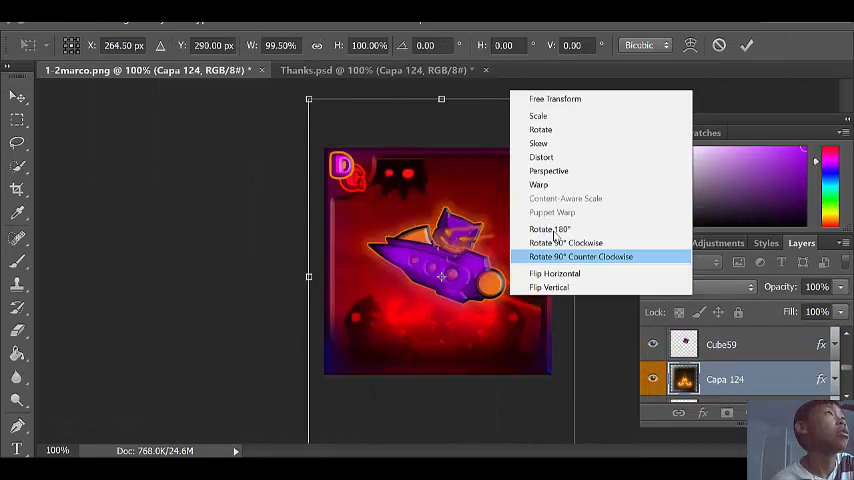 X: 264.50 px Y: 290.00 px W: 99.50% H: 100.00% 0.00 ° H: 0.00 ° V: 0.00 ° Bicubic
1-2marco.png @ 100% (Capa 124, RGB/8#) * × Thanks.psd @ 100% (Capa 124, RGB/8#) * ×
Free Transform
Scale
Rotate
Skew
Distort
Perspective
Warp
Content-Aware Scale
Puppet Warp
Rotate 180°
Rotate 90° Clockwise
Rotate 90° Counter Clockwise
Flip Horizontal
Flip Vertical
D
Adjustments Styles Layers
Opacity: 100%
Lock: Fill: 100%
Cube59 fx
Capa 124 fx
fx
T
100% Doc: 768.0K/24.6M